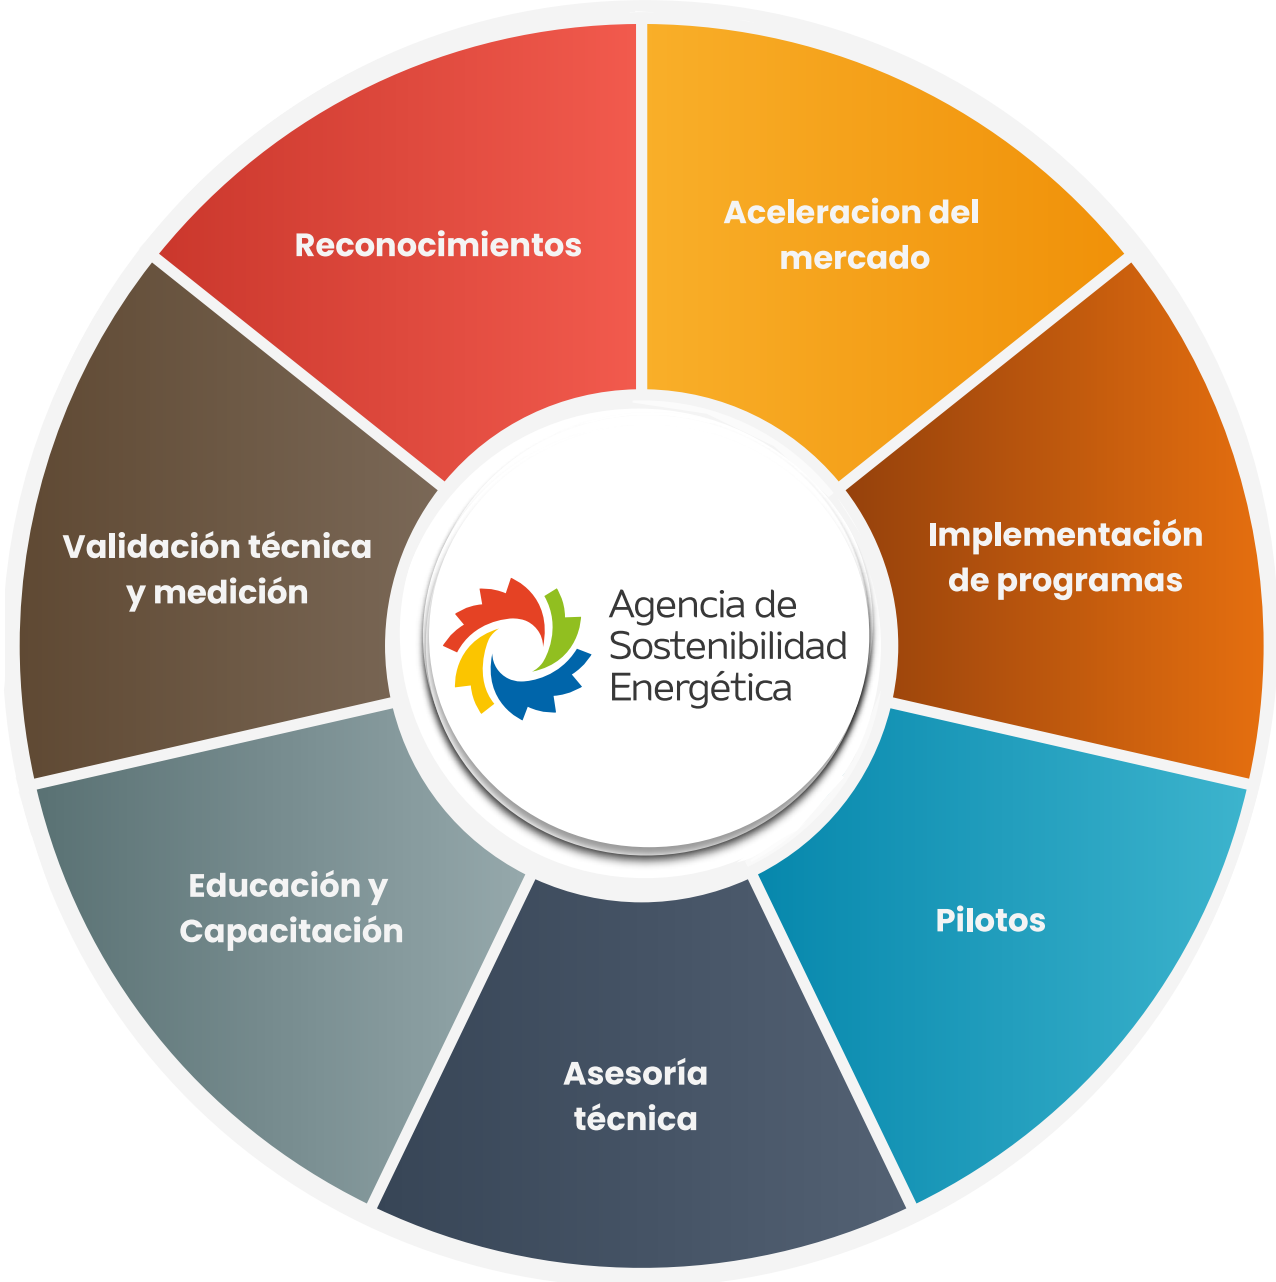 Reconocimientos
Aceleracion del
mercado
Implementación
de programas
Pilotos
Asesoría
técnica
Educación y
Capacitación
Validación técnica
y medición
Agencia de
Sostenibilidad
Energética